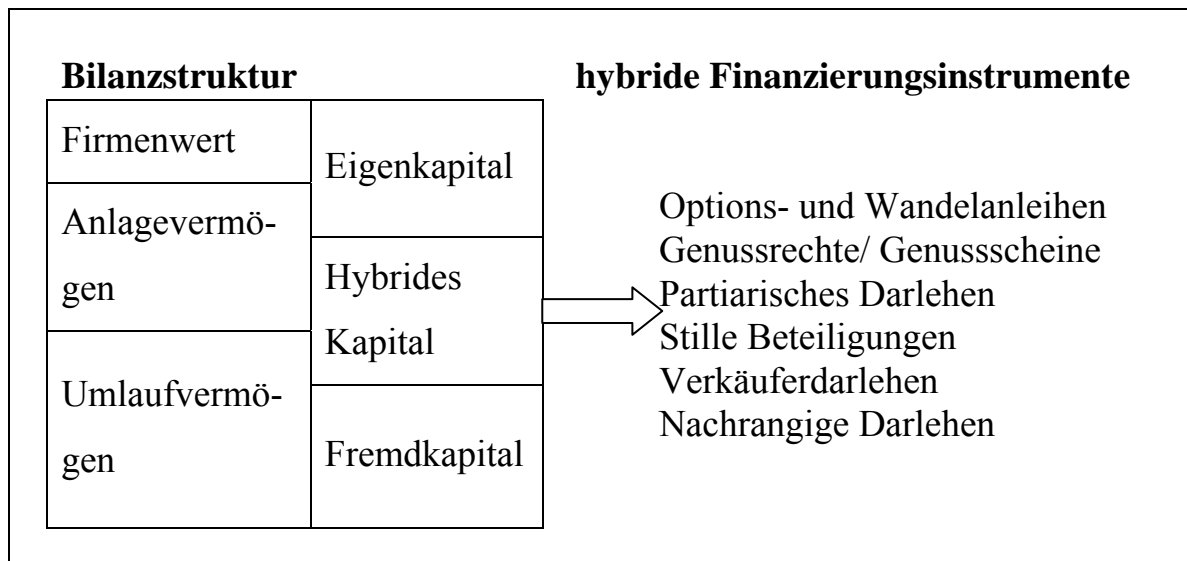 Bilanzstruktur
hybride Finanzierungsinstrumente
Firmenwert
Anlagevermö-
gen
Umlaufvermö-
gen
Eigenkapital
Hybrides
Kapital
Fremdkapital
Options- und Wandelanleihen
Genussrechte/ Genussscheine
Partiarisches Darlehen
Stille Beteiligungen
Verkäuferdarlehen
Nachrangige Darlehen